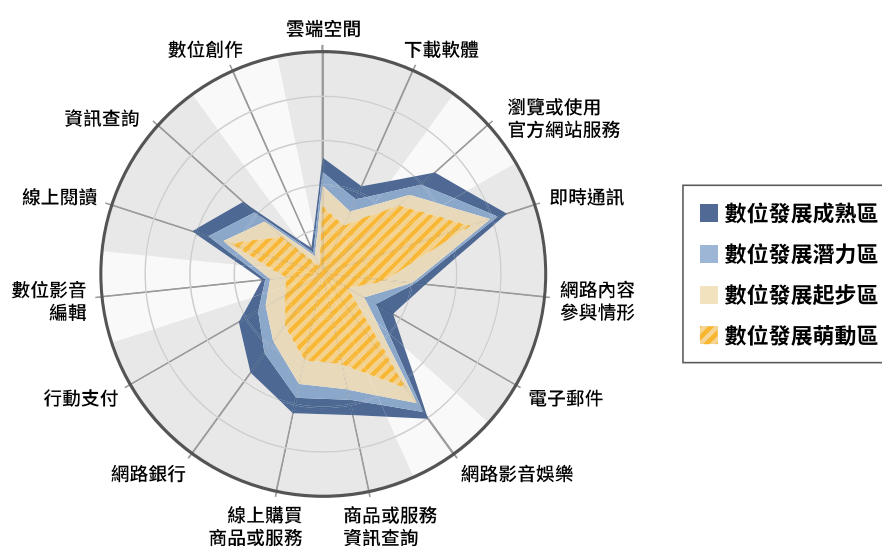 雲端空間
下載軟體
瀏覽或使用
官方網站服務
即時通訊
網路內容
參與情形
電子郵件
網路影音娛樂
商品或服務
資訊查詢
線上購買
商品或服務
網路銀行
行動支付
數位影音
編輯
線上閱讀
資訊查詢
數位創作
數位發展成熟區
數位發展潛力區
數位發展起步區
數位發展萌動區